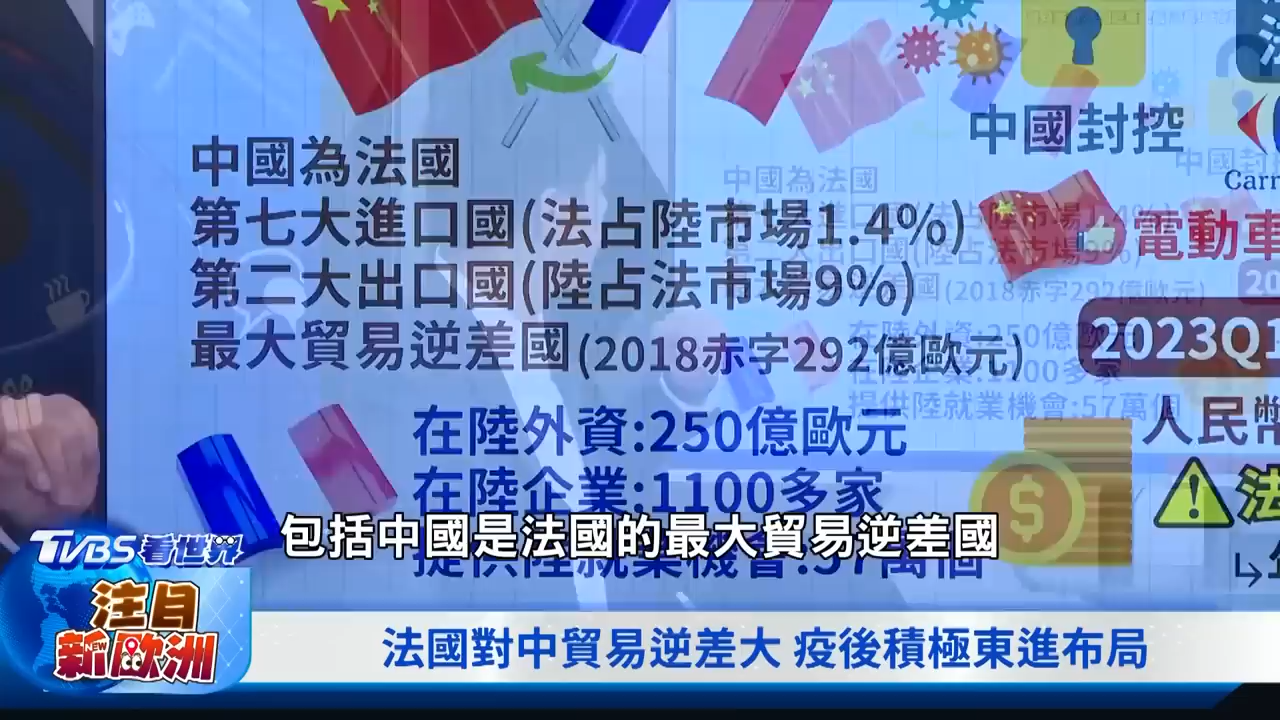 中國為法國
第七大進口國(法占陸市場1.4%)
第二大出口國(陸占法市場9%)
最大貿易逆差國(2018赤字292億歐元)
在陸外資:250億歐元
在陸企業:1100多家
提供陸就業機會:57萬個
中國封控
Carr
電動車
20
2023Q1
人民幣
法
包括中國是法國的最大貿易逆差國
TVBS看世界
注目
新NEW歐洲
法國對中貿易逆差大 疫後積極東進布局